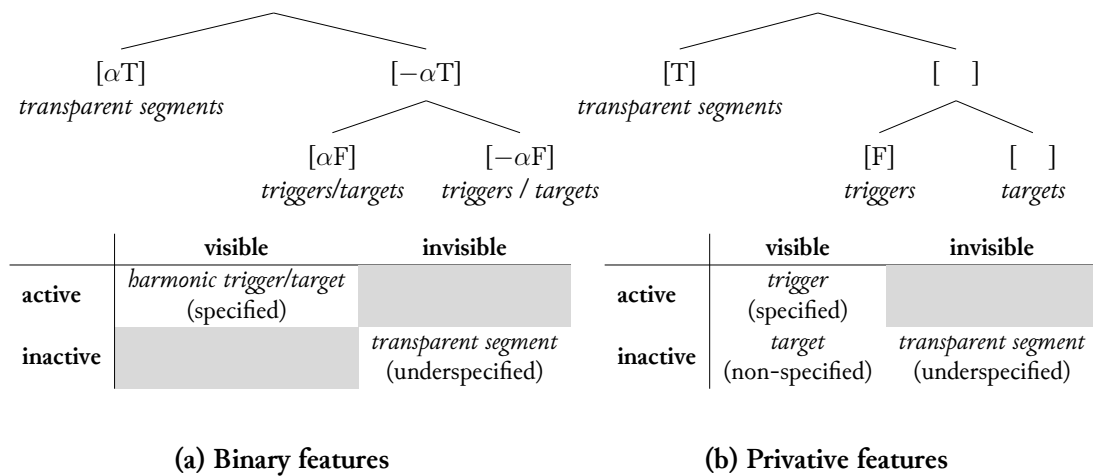 [αT] [−αT] [T] [ ]
transparent segments transparent segments
[αF] [−αF] [F] [ ]
triggers/targets triggers / targets triggers targets
visible invisible visible invisible
active harmonic trigger/target (specified) active trigger (specified)
inactive transparent segment (underspecified) inactive target (non-specified) transparent segment (underspecified)
(a) Binary features (b) Privative features